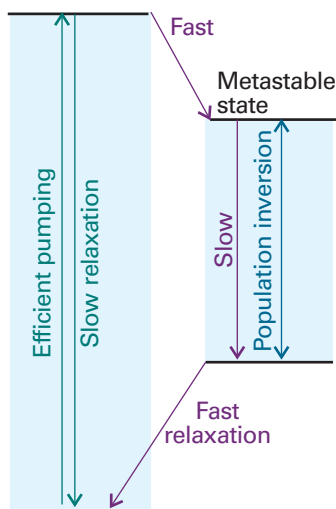 Fast
Metastable
state
Efficient pumping
Slow relaxation
Slow
Population inversion
Fast
relaxation